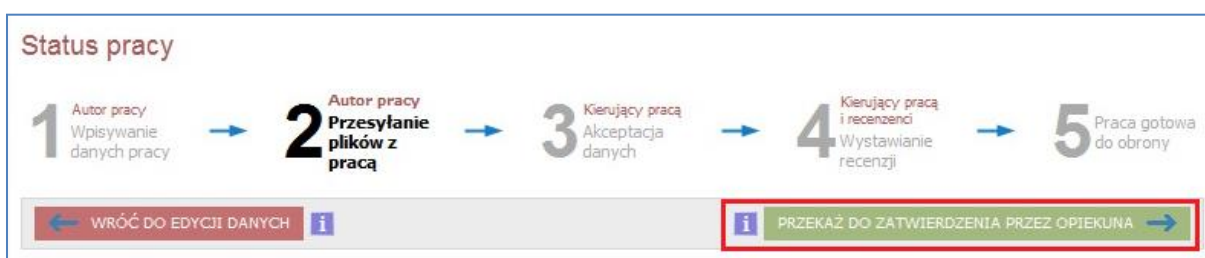 Status pracy
1
Autor pracy
Wpisywanie
danych pracy
2
Autor pracy
Przesyłanie
plików z
pracą
3
Kierujący pracą
Akceptacja
danych
4
Kierujący pracą
i recenzenci
Wystawianie
recenzji
5
Praca gotowa
do obrony
WRÓĆ DO EDYCJI DANYCH i
i PRZEKAŻ DO ZATWIERDZENIA PRZEZ OPIEKUNA